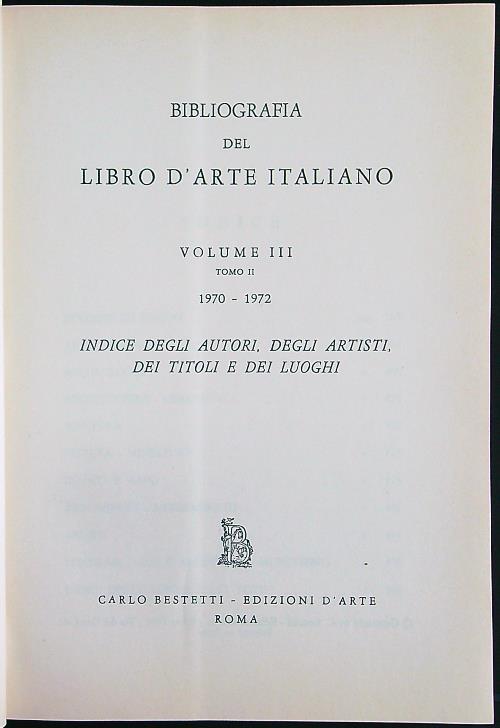 BIBLIOGRAFIA
DEL
LIBRO D'ARTE ITALIANO
VOLUME III
TOMO II
1970 - 1972
INDICE DEGLI AUTORI, DEGLI ARTISTI,
DEI TITOLI E DEI LUOGHI
B
CARLO BESTETTI - EDIZIONI D'ARTE
ROMA